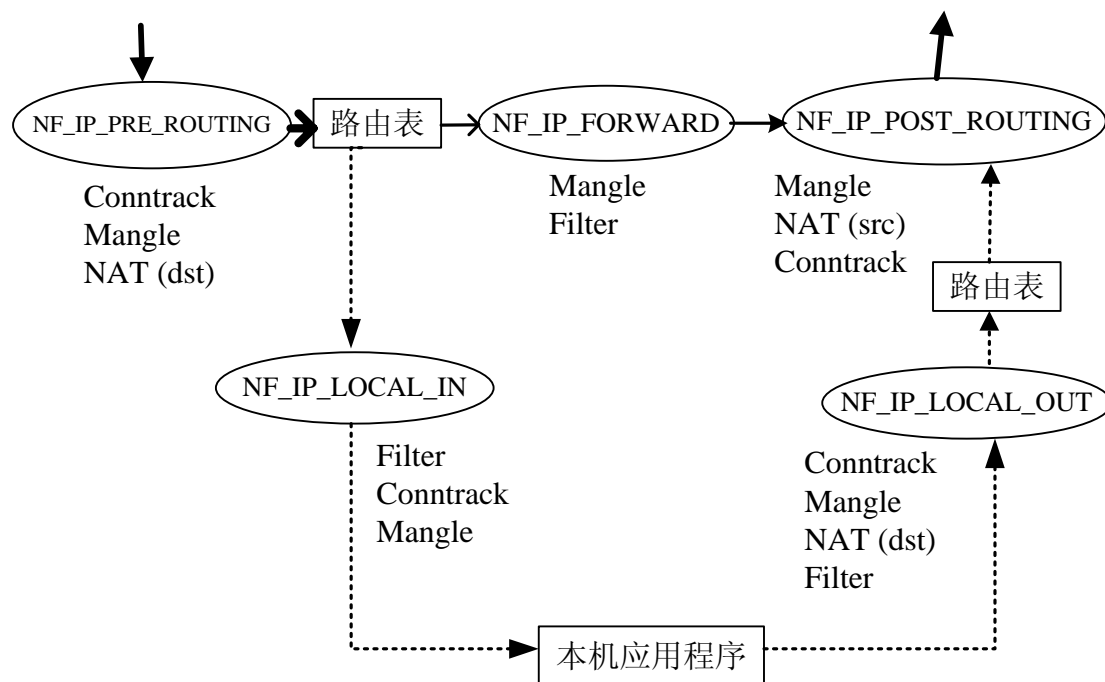 NF_IP_PRE_ROUTING
路由表
NF_IP_FORWARD
NF_IP_POST_ROUTING
Conntrack
Mangle
NAT (dst)
Mangle
Filter
Mangle
NAT (src)
Conntrack
路由表
NF_IP_LOCAL_IN
NF_IP_LOCAL_OUT
Filter
Conntrack
Mangle
Conntrack
Mangle
NAT (dst)
Filter
本机应用程序